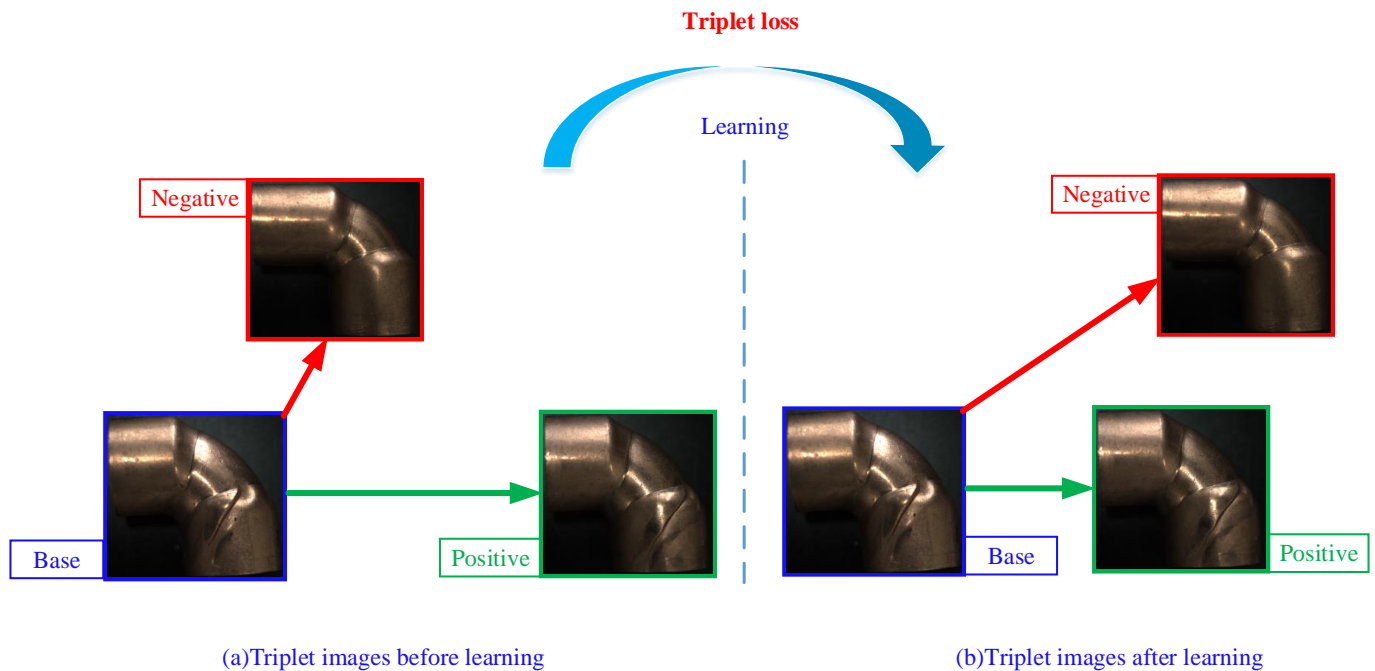 Triplet loss
Learning
Negative
Negative
Base
Positive
Base
Positive
(a)Triplet images before learning
(b)Triplet images after learning